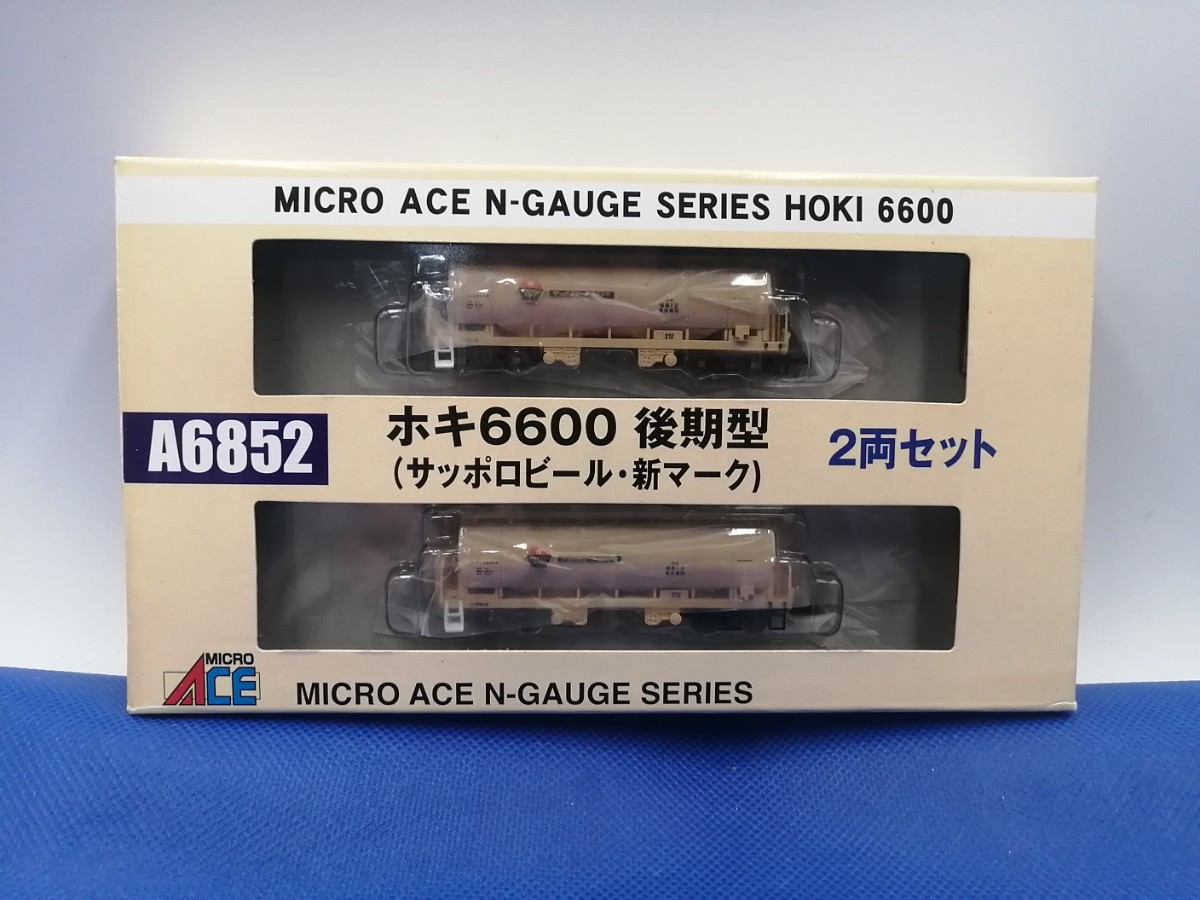 MICRO ACE N-GAUGE SERIES HOKI 6600
A6852
ホキ6600 後期型
(サッポロビール・新マーク)
2両セット
MICRO
ACE
MICRO ACE N-GAUGE SERIES